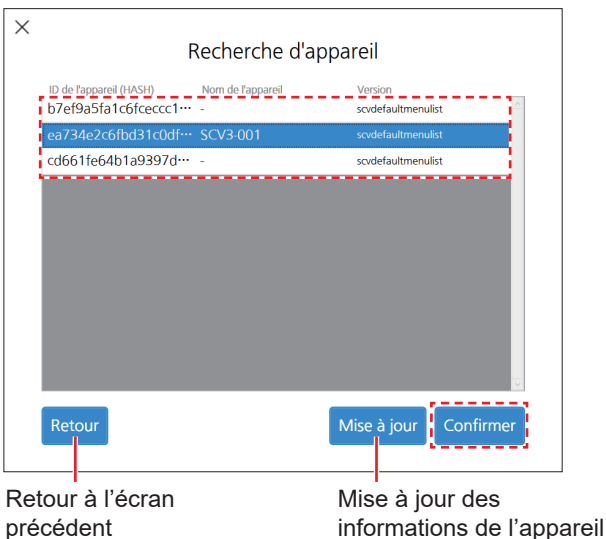 Recherche d'appareil
ID de l'appareil (HASH) Nom de l'appareil Version
b7ef9a5fa1c6fceccc1··· - scvdefaultmenulist
ea734e2c6fbd31c0df··· SCV3-001 scvdefaultmenulist
cd661fe64b1a9397d··· - scvdefaultmenulist
Retour Mise à jour Confirmer
Retour à l’écran
précédent
Mise à jour des
informations de l’appareil